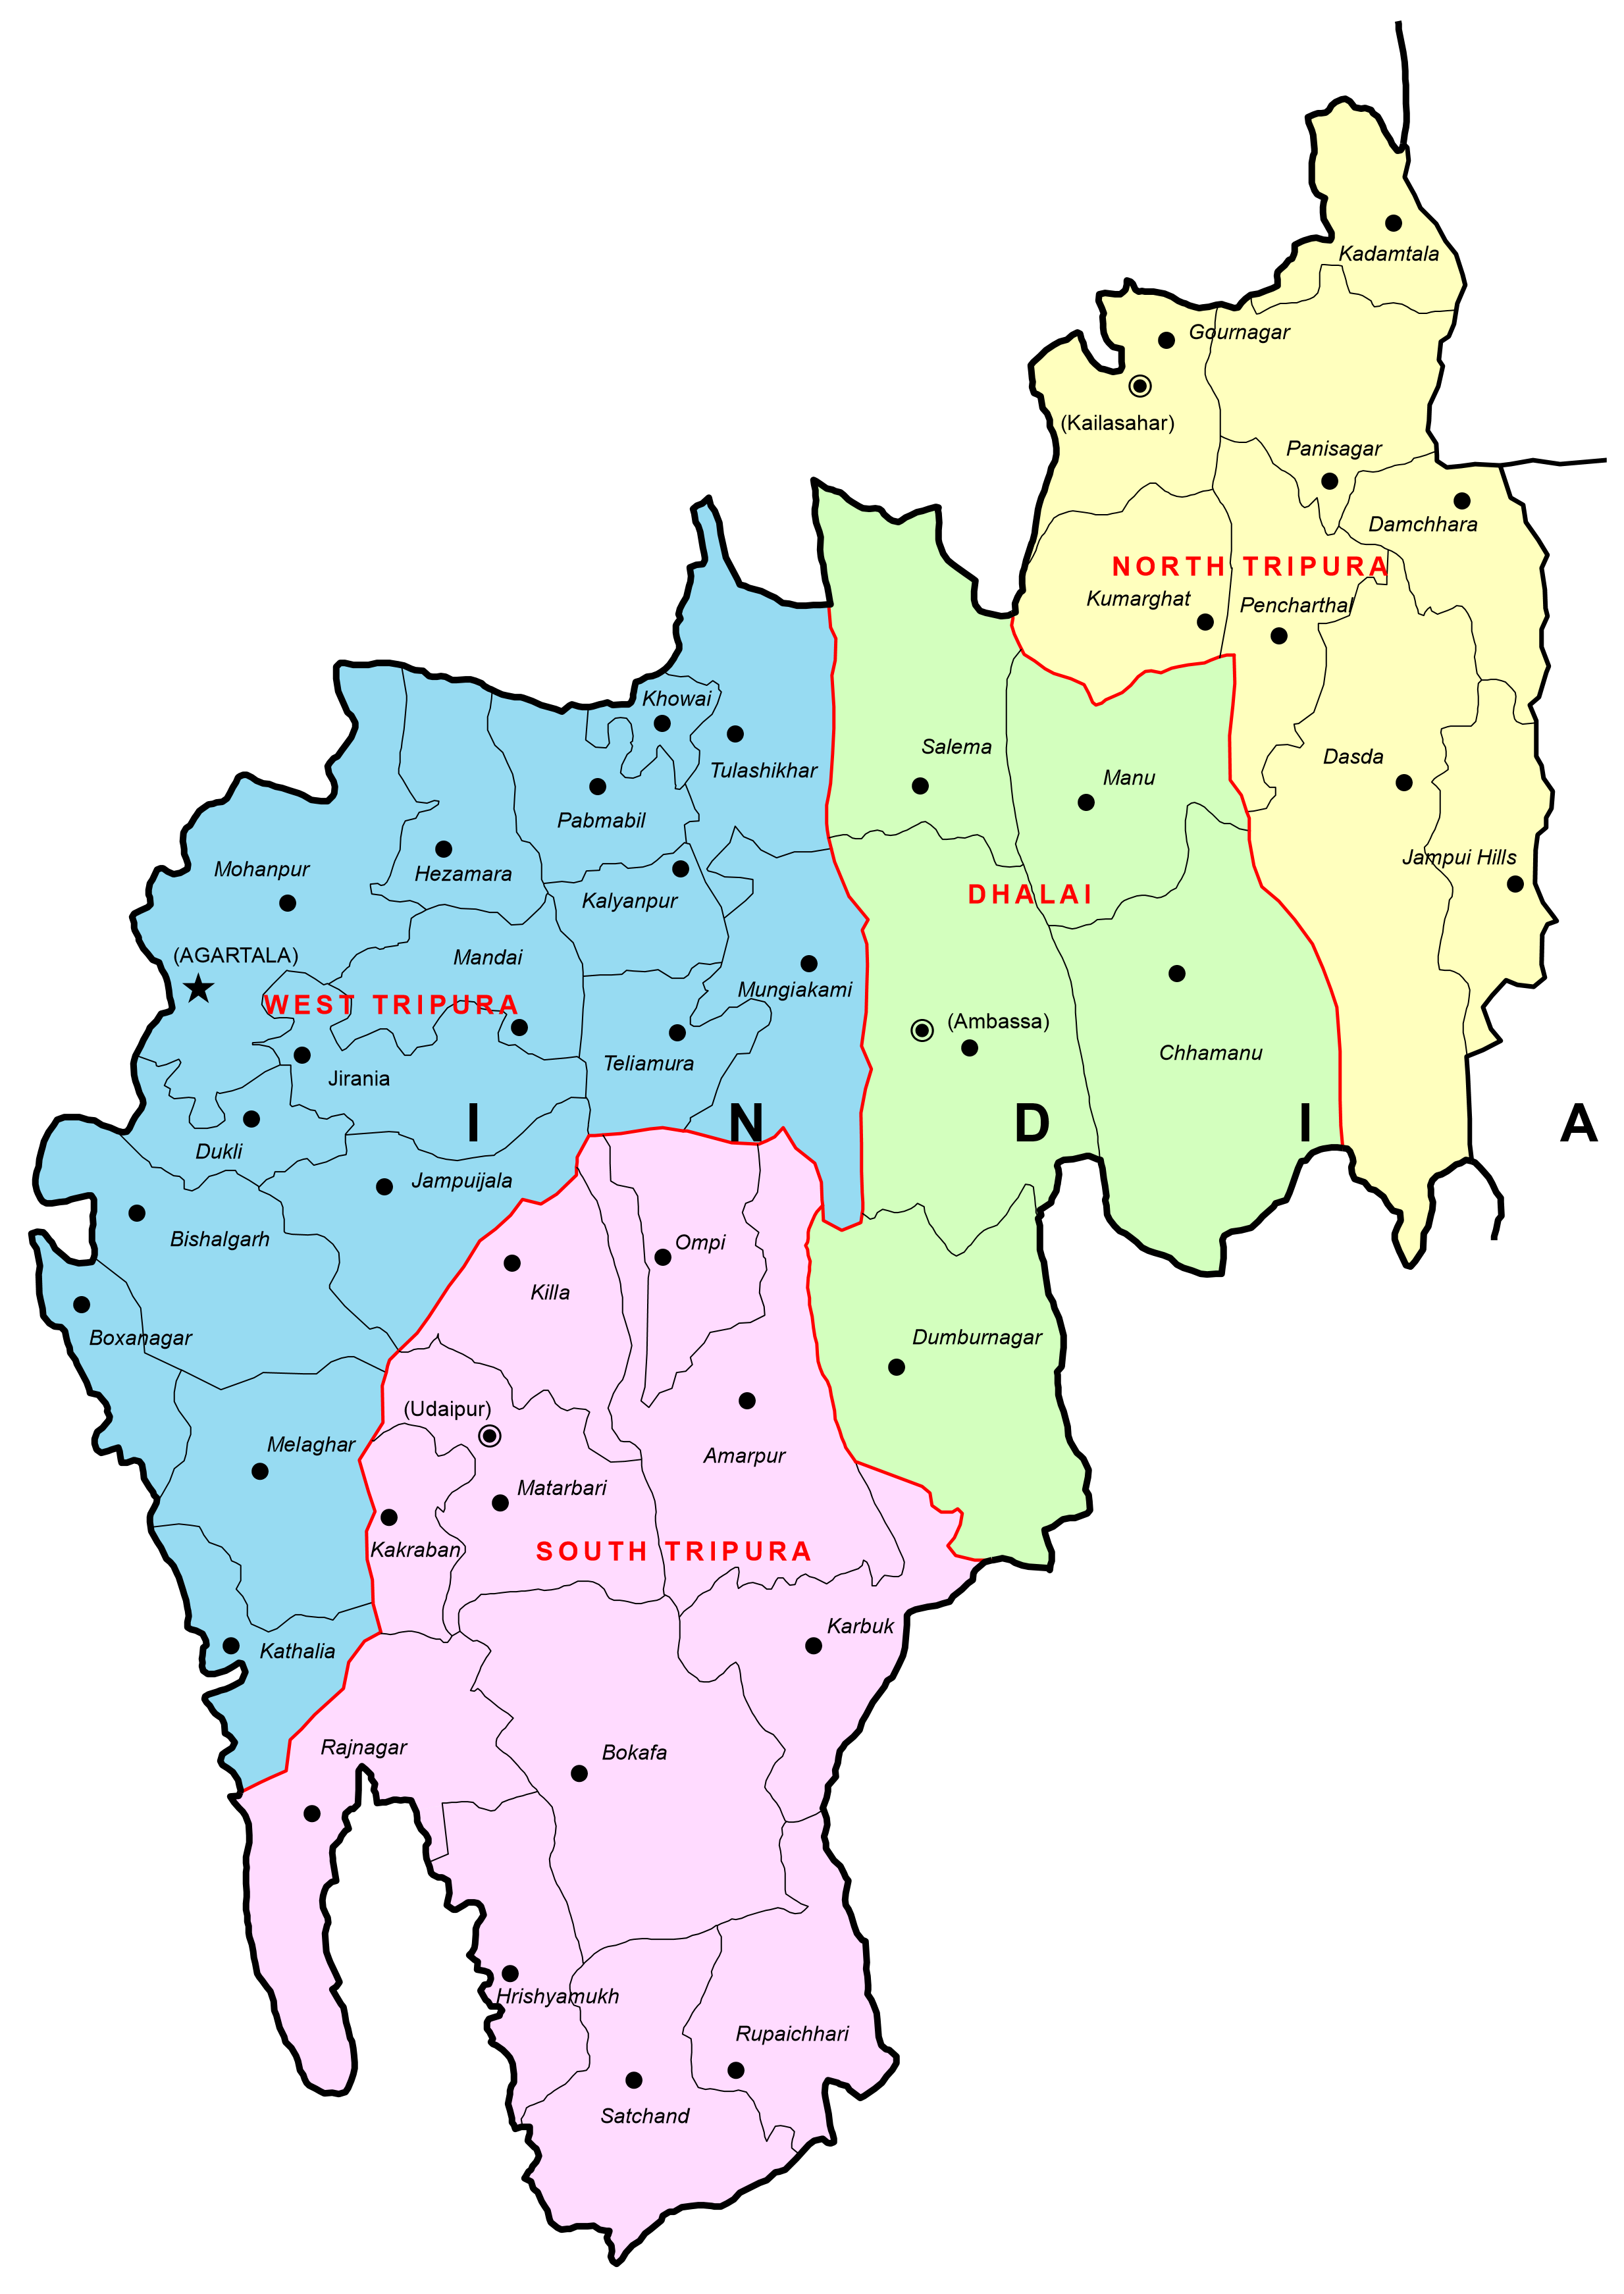 Kadamtala
Gournagar
(Kailasahar)
Panisagar
Damchhara
NORTH TRIPURA
Kumarghat
Pencharthal
Khowai
Tulashikhar
Salema
Manu
Dasda
Pabmabil
Mohanpur
Hezamara
Jampui Hills
Kalyanpur
DHALAI
(AGARTALA)
Mandai
Mungiakami
WEST TRIPURA
(Ambassa)
Teliamura
Chhamanu
Jirania
I N D I A
Dukli
Jampuijala
Bishalgarh
Ompi
Killa
Boxanagar
Dumburnagar
(Udaipur)
Melaghar
Amarpur
Matarbari
Kakraban
SOUTH TRIPURA
Karbuk
Kathalia
Rajnagar
Bokafa
Hrishyamukh
Rupaichhari
Satchand